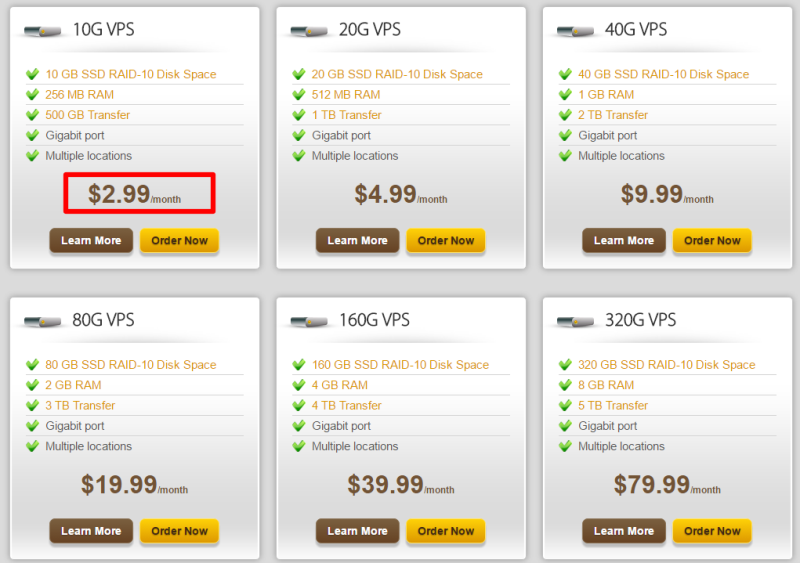 10G VPS
10 GB SSD RAID-10 Disk Space
256 MB RAM
500 GB Transfer
Gigabit port
Multiple locations
$2.99/month
Learn More
Order Now
20G VPS
20 GB SSD RAID-10 Disk Space
512 MB RAM
1 TB Transfer
Gigabit port
Multiple locations
$4.99/month
Learn More
Order Now
40G VPS
40 GB SSD RAID-10 Disk Space
1 GB RAM
2 TB Transfer
Gigabit port
Multiple locations
$9.99/month
Learn More
Order Now
80G VPS
80 GB SSD RAID-10 Disk Space
2 GB RAM
3 TB Transfer
Gigabit port
Multiple locations
$19.99/month
Learn More
Order Now
160G VPS
160 GB SSD RAID-10 Disk Space
4 GB RAM
4 TB Transfer
Gigabit port
Multiple locations
$39.99/month
Learn More
Order Now
320G VPS
320 GB SSD RAID-10 Disk Space
8 GB RAM
5 TB Transfer
Gigabit port
Multiple locations
$79.99/month
Learn More
Order Now